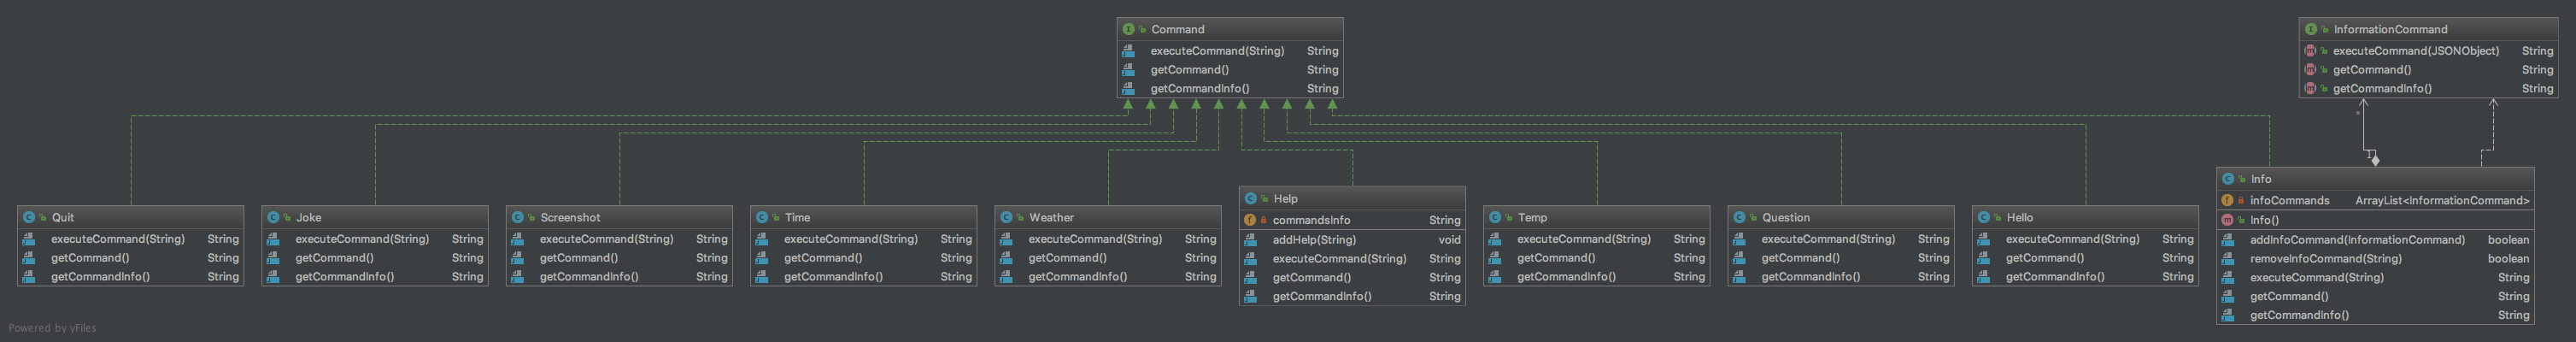 Command
executeCommand(String) String
getCommand() String
getCommandInfo() String
InformationCommand
executeCommand(JSONObject) String
getCommand() String
getCommandInfo() String
*
1
Quit
executeCommand(String) String
getCommand() String
getCommandInfo() String
Joke
executeCommand(String) String
getCommand() String
getCommandInfo() String
Screenshot
executeCommand(String) String
getCommand() String
getCommandInfo() String
Time
executeCommand(String) String
getCommand() String
getCommandInfo() String
Weather
executeCommand(String) String
getCommand() String
getCommandInfo() String
Help
commandsInfo String
addHelp(String) void
executeCommand(String) String
getCommand() String
getCommandInfo() String
Temp
executeCommand(String) String
getCommand() String
getCommandInfo() String
Question
executeCommand(String) String
getCommand() String
getCommandInfo() String
Hello
executeCommand(String) String
getCommand() String
getCommandInfo() String
Info
infoCommands ArrayList<InformationCommand>
Info()
addInfoCommand(InformationCommand) boolean
removeInfoCommand(String) boolean
executeCommand(String) String
getCommand() String
getCommandInfo() String
Powered by yFiles